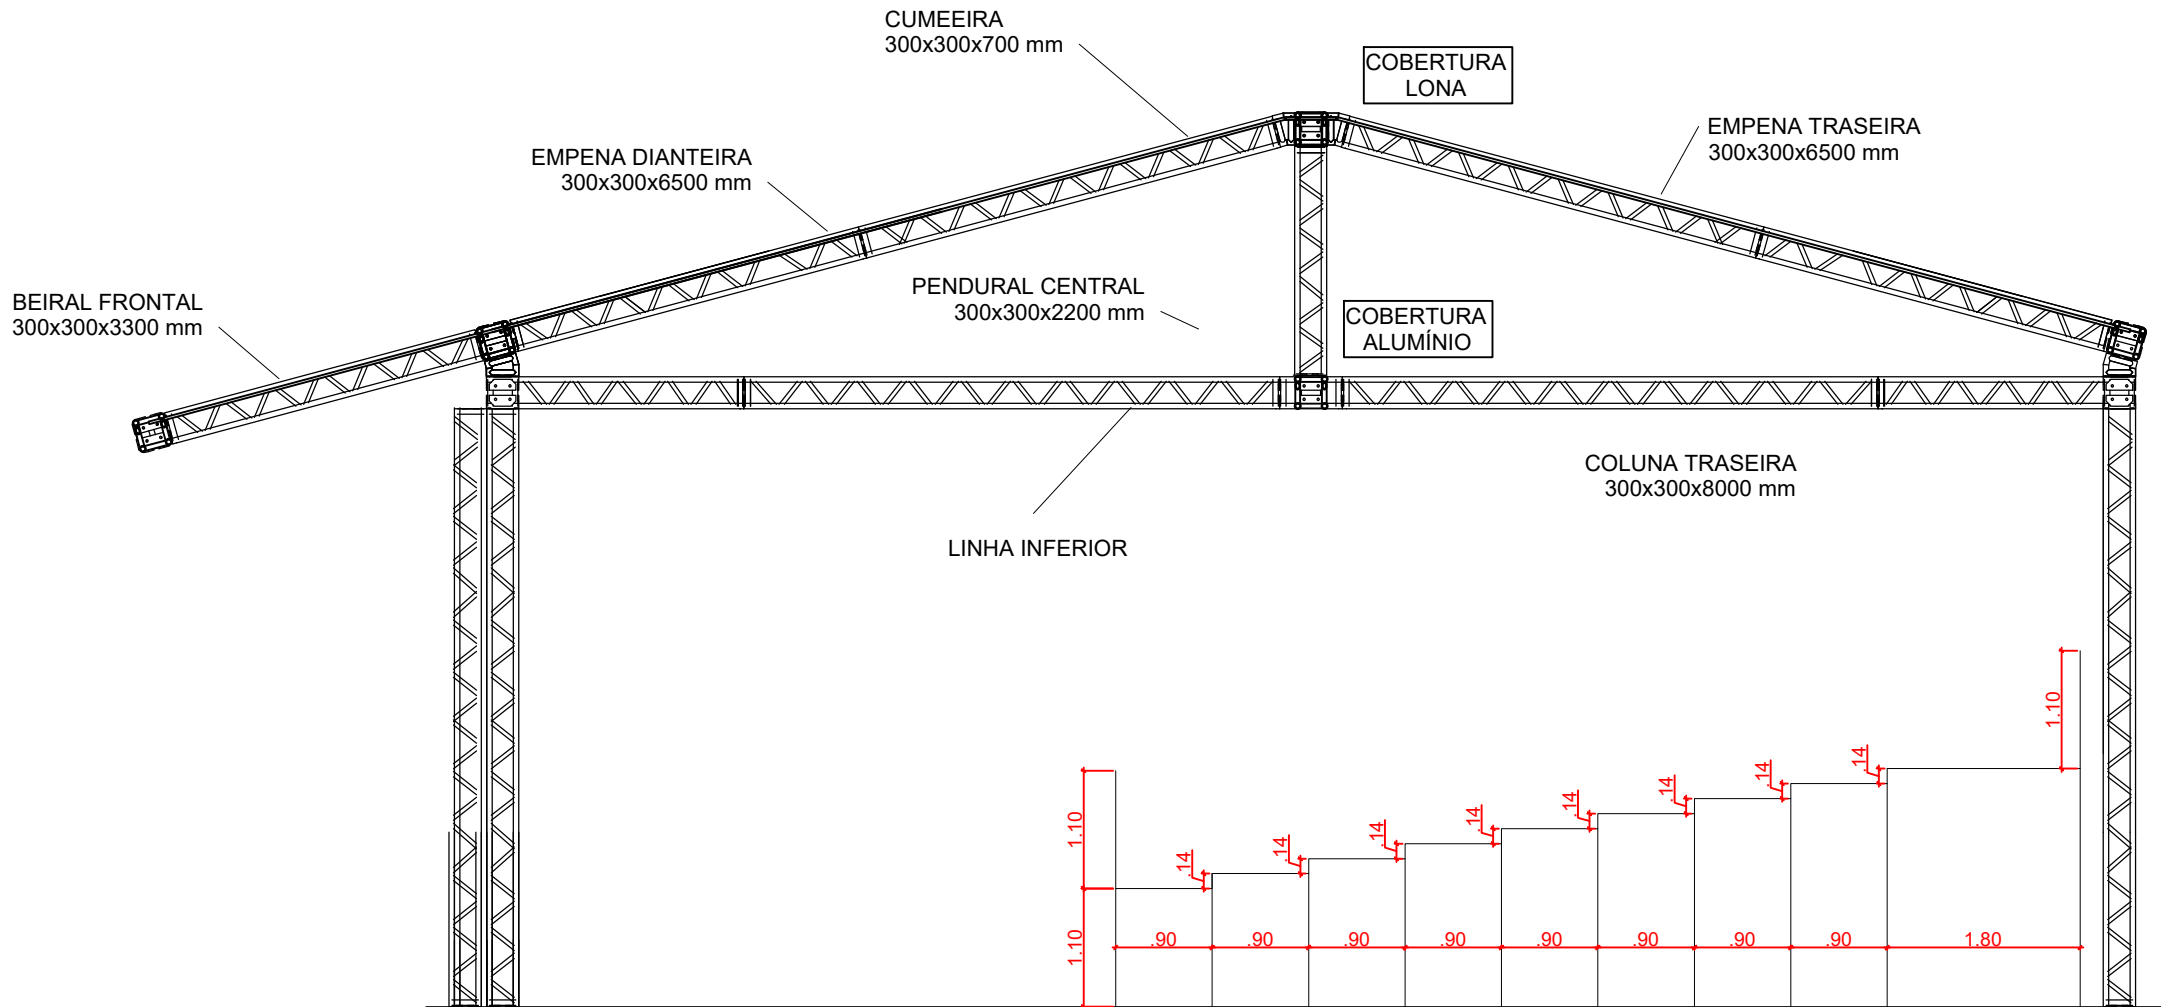 CUMEEIRA
300x300x700 mm
COBERTURA
LONA
EMPENA TRASEIRA
300x300x6500 mm
EMPENA DIANTEIRA
300x300x6500 mm
BEIRAL FRONTAL
300x300x3300 mm
PENDURAL CENTRAL
300x300x2200 mm
COBERTURA
ALUMÍNIO
COLUNA TRASEIRA
300x300x8000 mm
LINHA INFERIOR
1.10
1.10
1.10
.14
.14
.14
.14
.14
.14
.14
.14
.90
.90
.90
.90
.90
.90
.90
.90
1.80